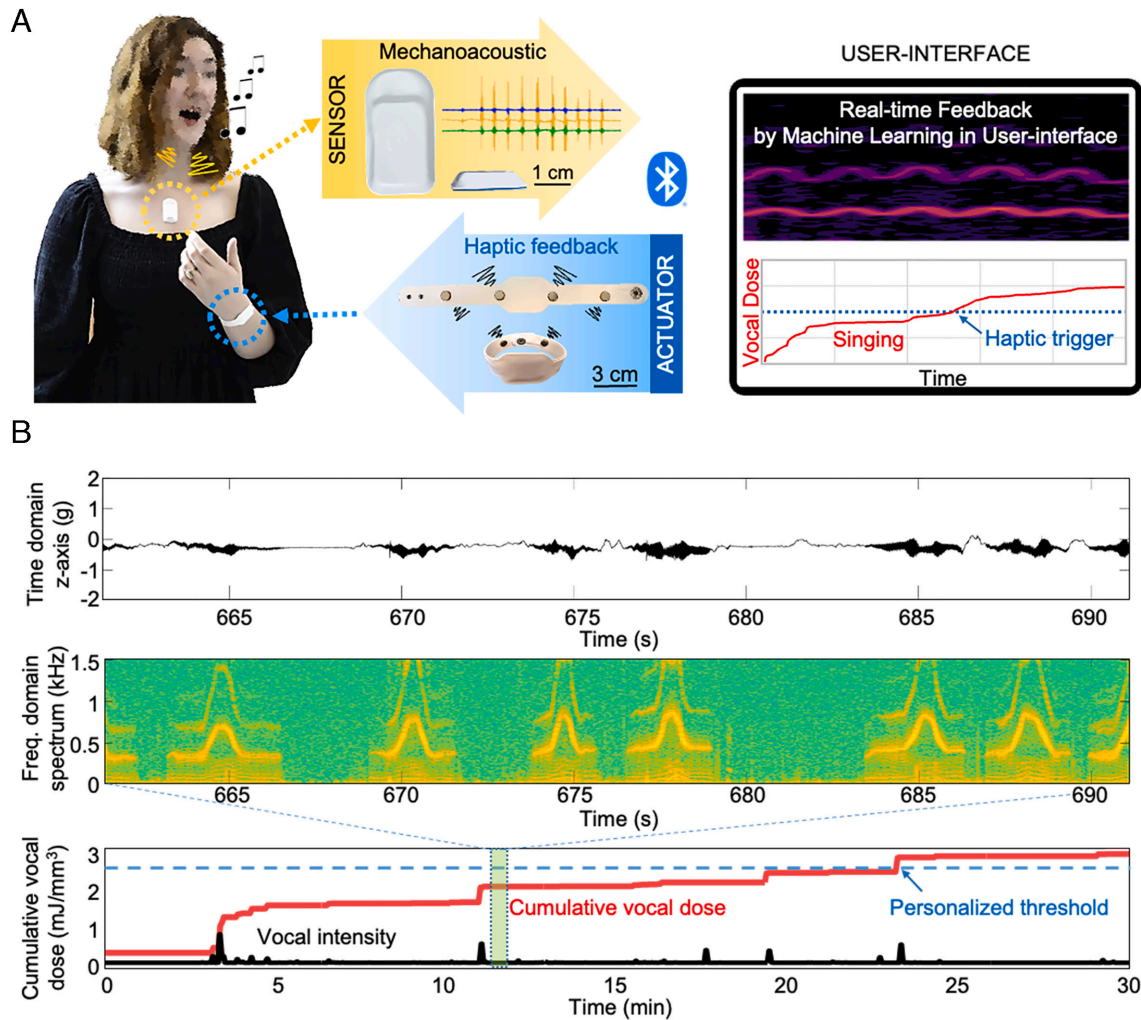 A
Mechanoacoustic
SENSOR
1 cm
Haptic feedback
ACTUATOR
3 cm
USER-INTERFACE
Real-time Feedback
by Machine Learning in User-interface
Vocal Dose
Singing
Haptic trigger
Time
B
Time domain
z-axis (g)
2
1
0
-1
-2
665 670 675 680 685 690
Time (s)
Freq. domain
spectrum (kHz)
1.5
1
0.5
0
665 670 675 680 685 690
Time (s)
Cumulative vocal
dose (mJ/mm³)
3
2
1
0
Vocal intensity
Cumulative vocal dose
Personalized threshold
0 5 10 15 20 25 30
Time (min)